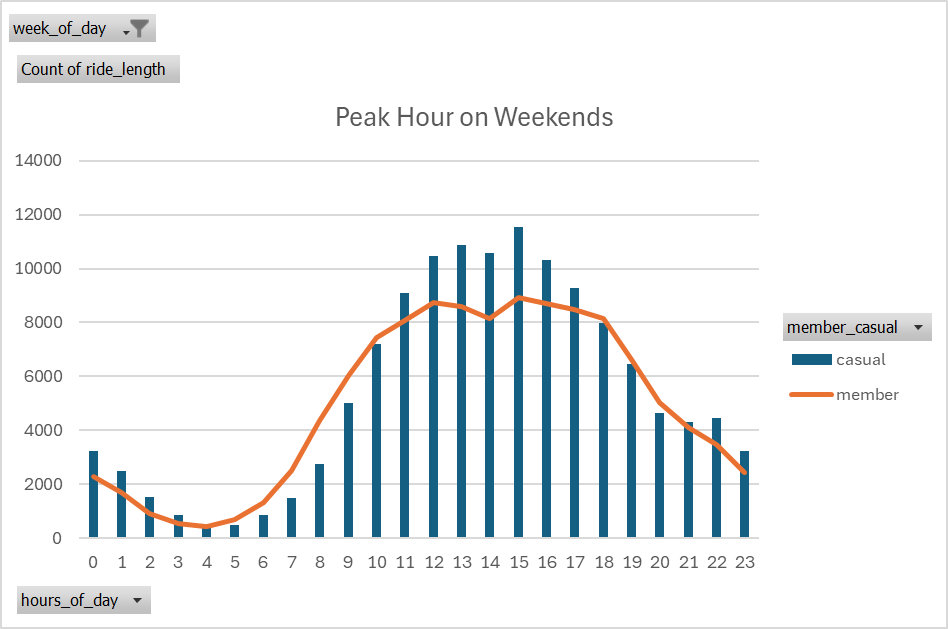 week_of_day
Count of ride_length
Peak Hour on Weekends
14000
12000
10000
8000
6000
4000
2000
0
0 1 2 3 4 5 6 7 8 9 10 11 12 13 14 15 16 17 18 19 20 21 22 23
member_casual
casual
member
hours_of_day